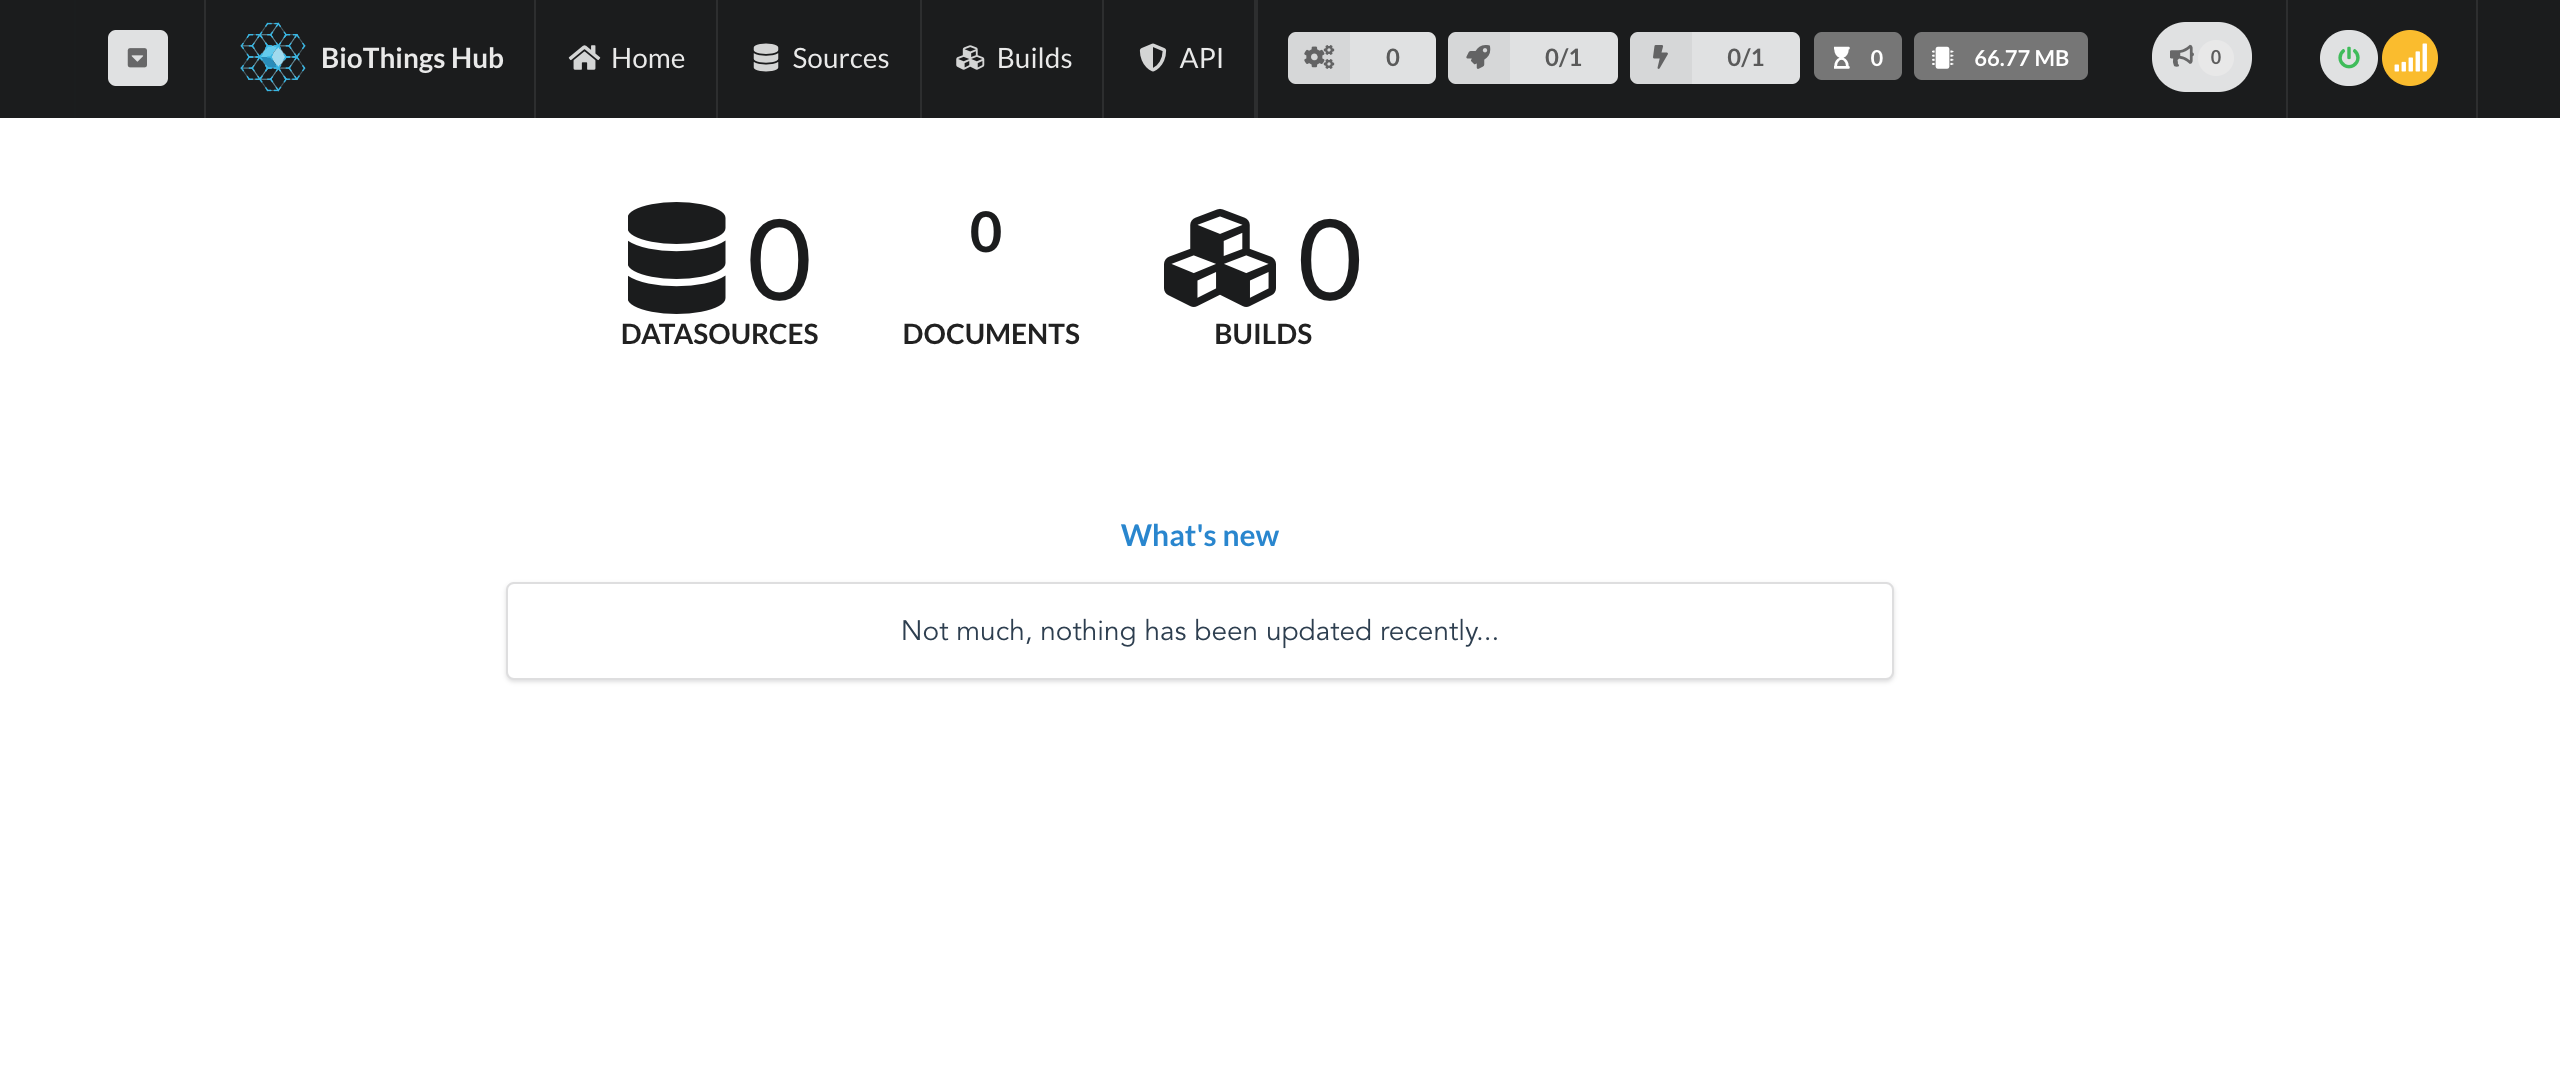 BioThings Hub Home Sources Builds API 0 0/1 0/1 0 66.77 MB 0
0 0 0
DATASOURCES DOCUMENTS BUILDS
What's new
Not much, nothing has been updated recently...